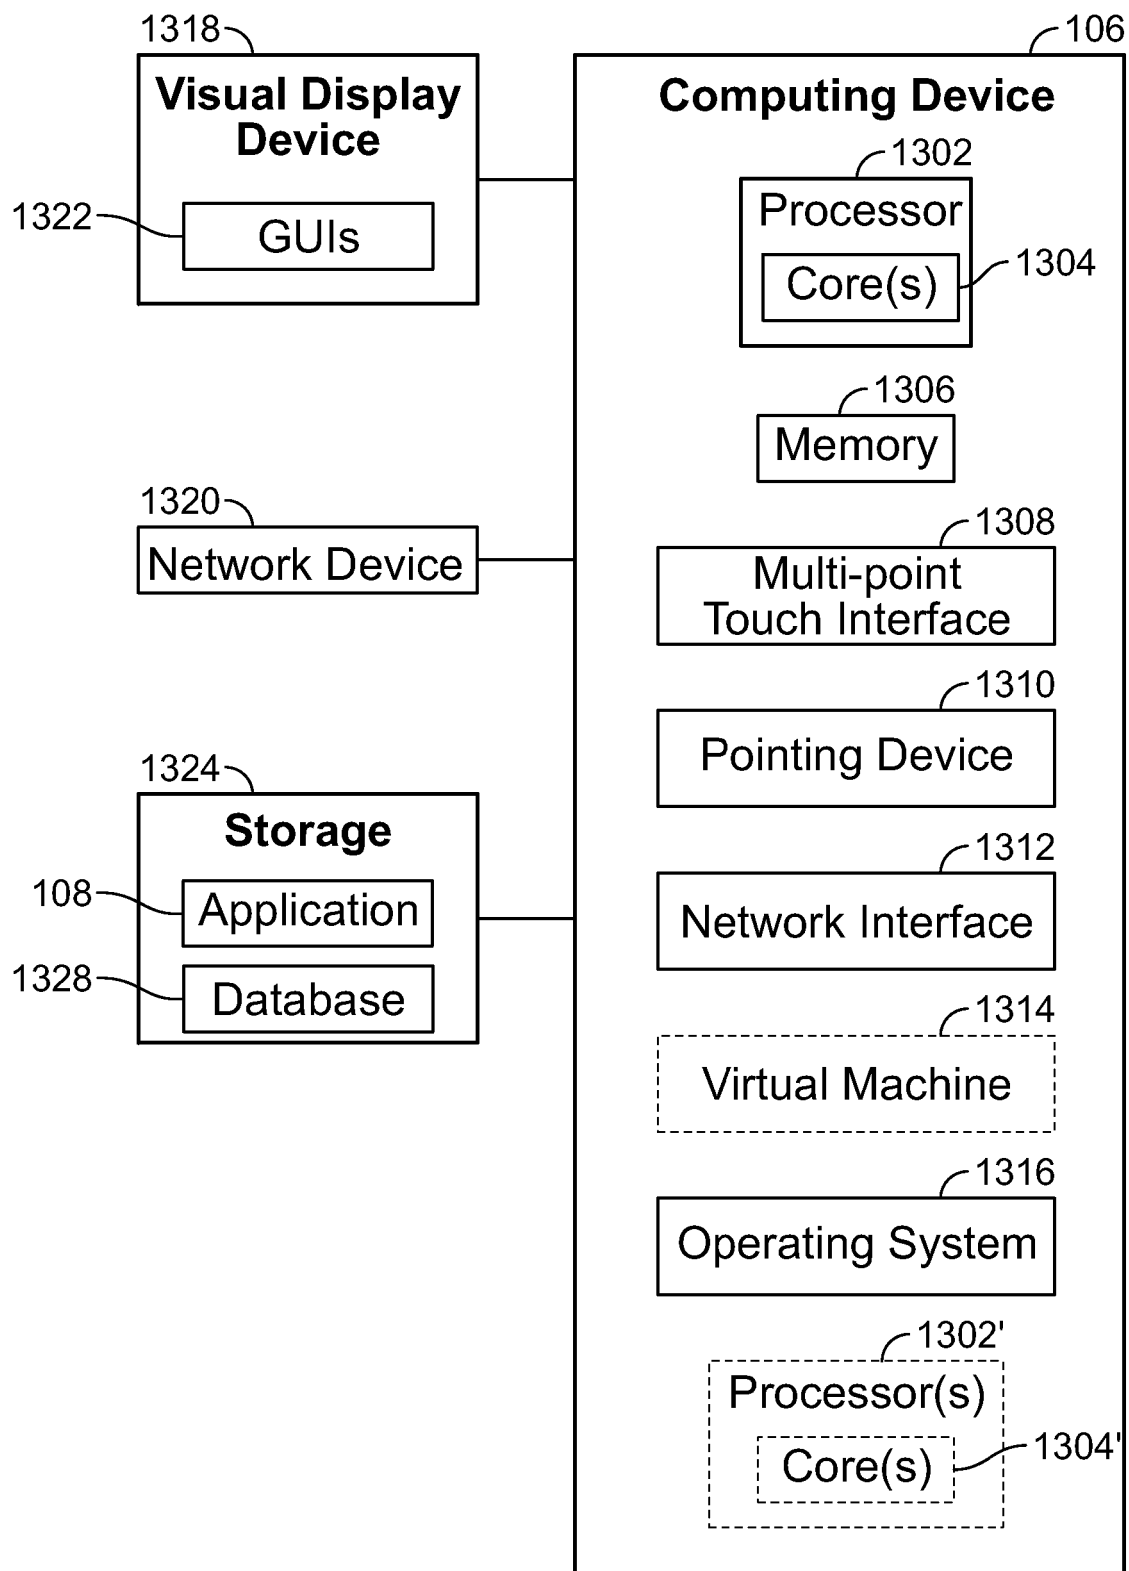 1318
Visual Display
Device
1322
GUIs
1320
Network Device
1324
Storage
108
Application
1328
Database
106
Computing Device
1302
Processor
Core(s)
1304
1306
Memory
1308
Multi-point
Touch Interface
1310
Pointing Device
1312
Network Interface
1314
Virtual Machine
1316
Operating System
1302'
Processor(s)
Core(s)
1304'